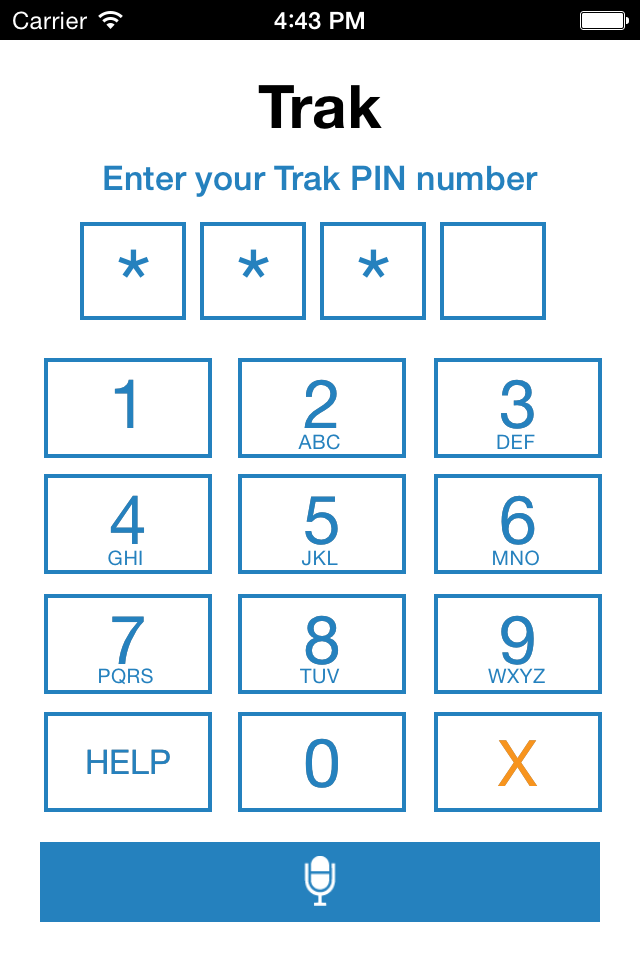 Carrier 4:43 PM
Trak
Enter your Trak PIN number
* * *
1 2 3
ABC DEF
4 5 6
GHI JKL MNO
7 8 9
PQRS TUV WXYZ
HELP 0 X